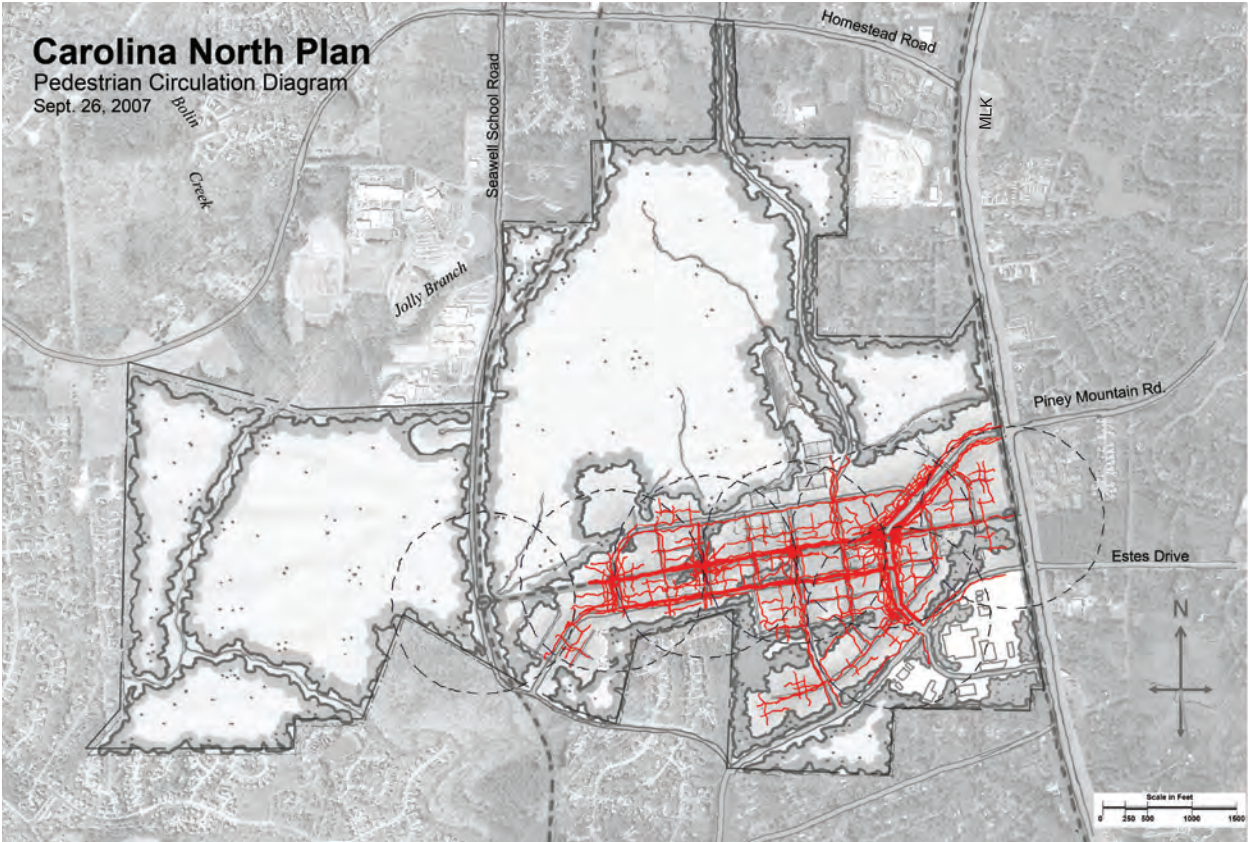 Carolina North Plan
Pedestrian Circulation Diagram
Sept. 26, 2007
Bolin
Creek
Seawell School Road
Homestead Road
MLK
Jolly Branch
Piney Mountain Rd.
Estes Drive
N
Scale in Feet
0 250 500 1000 1500